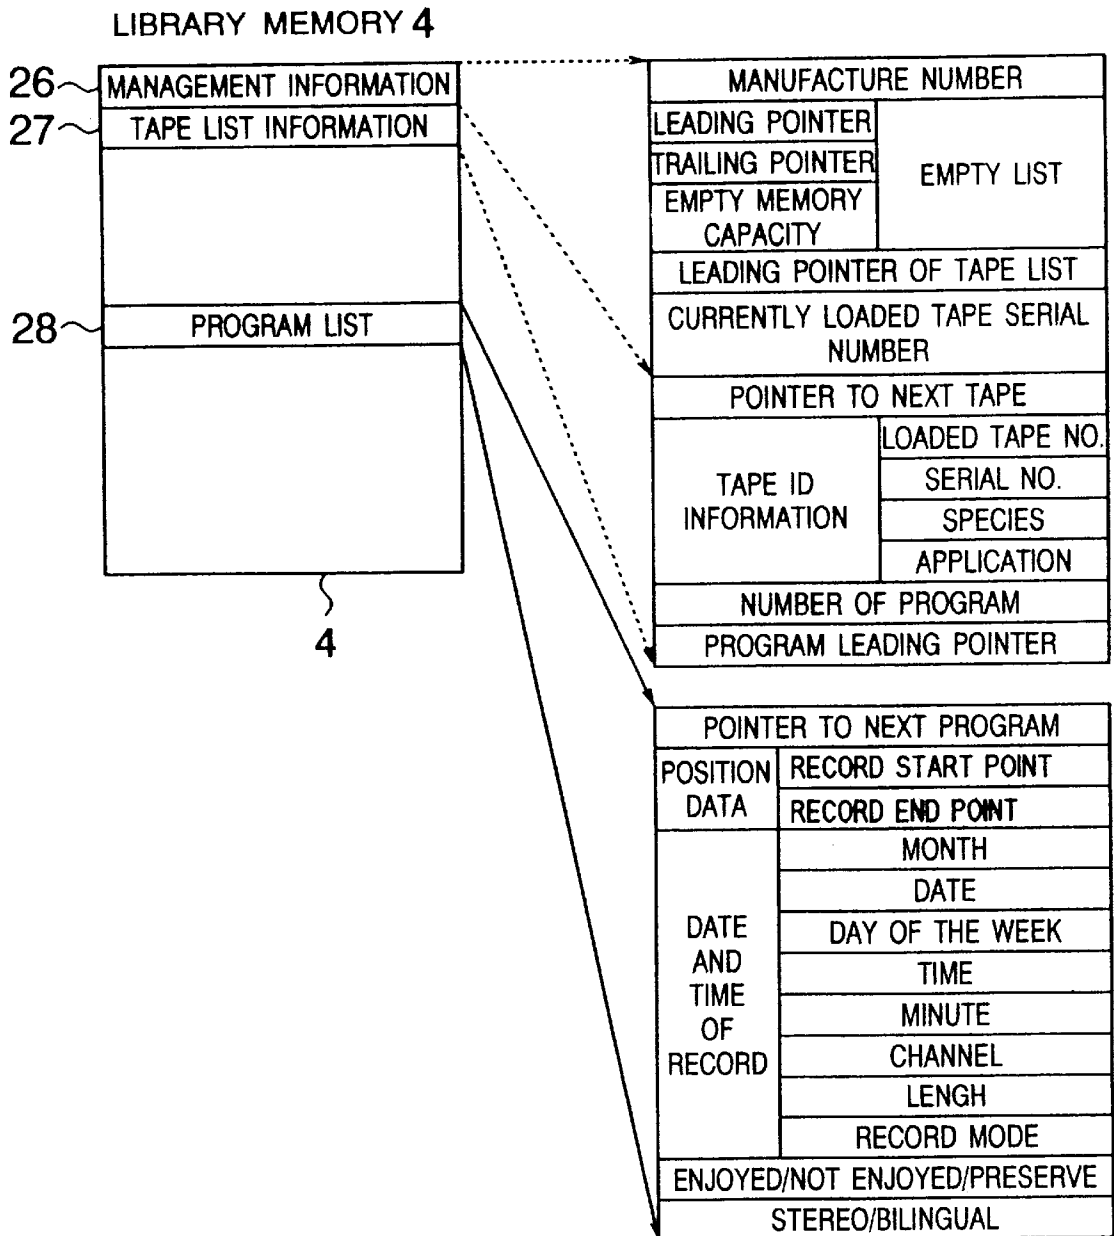 LIBRARY MEMORY 4
26
MANAGEMENT INFORMATION
27
TAPE LIST INFORMATION
28
PROGRAM LIST
4
MANUFACTURE NUMBER
LEADING POINTER
TRAILING POINTER
EMPTY MEMORY
CAPACITY
EMPTY LIST
LEADING POINTER OF TAPE LIST
CURRENTLY LOADED TAPE SERIAL
NUMBER
POINTER TO NEXT TAPE
TAPE ID
INFORMATION
LOADED TAPE NO.
SERIAL NO.
SPECIES
APPLICATION
NUMBER OF PROGRAM
PROGRAM LEADING POINTER
POINTER TO NEXT PROGRAM
POSITION
DATA
RECORD START POINT
RECORD END POINT
DATE
AND
TIME
OF
RECORD
MONTH
DATE
DAY OF THE WEEK
TIME
MINUTE
CHANNEL
LENGH
RECORD MODE
ENJOYED/NOT ENJOYED/PRESERVE
STEREO/BILINGUAL